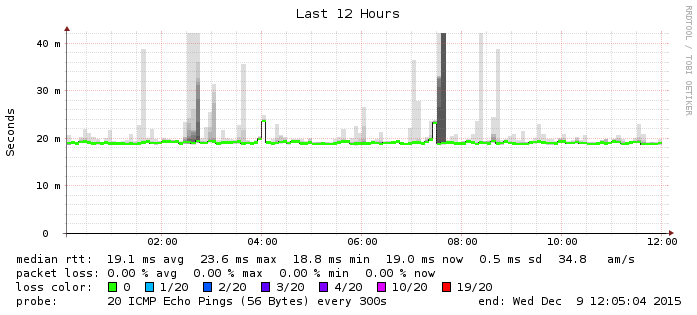 Last 12 Hours
RRDTOOL / TOBI OETIKER
Seconds
40 m
30 m
20 m
10 m
0
02:00 04:00 06:00 08:00 10:00 12:00
median rtt: 19.1 ms avg 23.6 ms max 18.8 ms min 19.0 ms now 0.5 ms sd 34.8 am/s
packet loss: 0.00 % avg 0.00 % max 0.00 % min 0.00 % now
loss color: 0 1/20 2/20 3/20 4/20 10/20 19/20
probe: 20 ICMP Echo Pings (56 Bytes) every 300s end: Wed Dec 9 12:05:04 2015